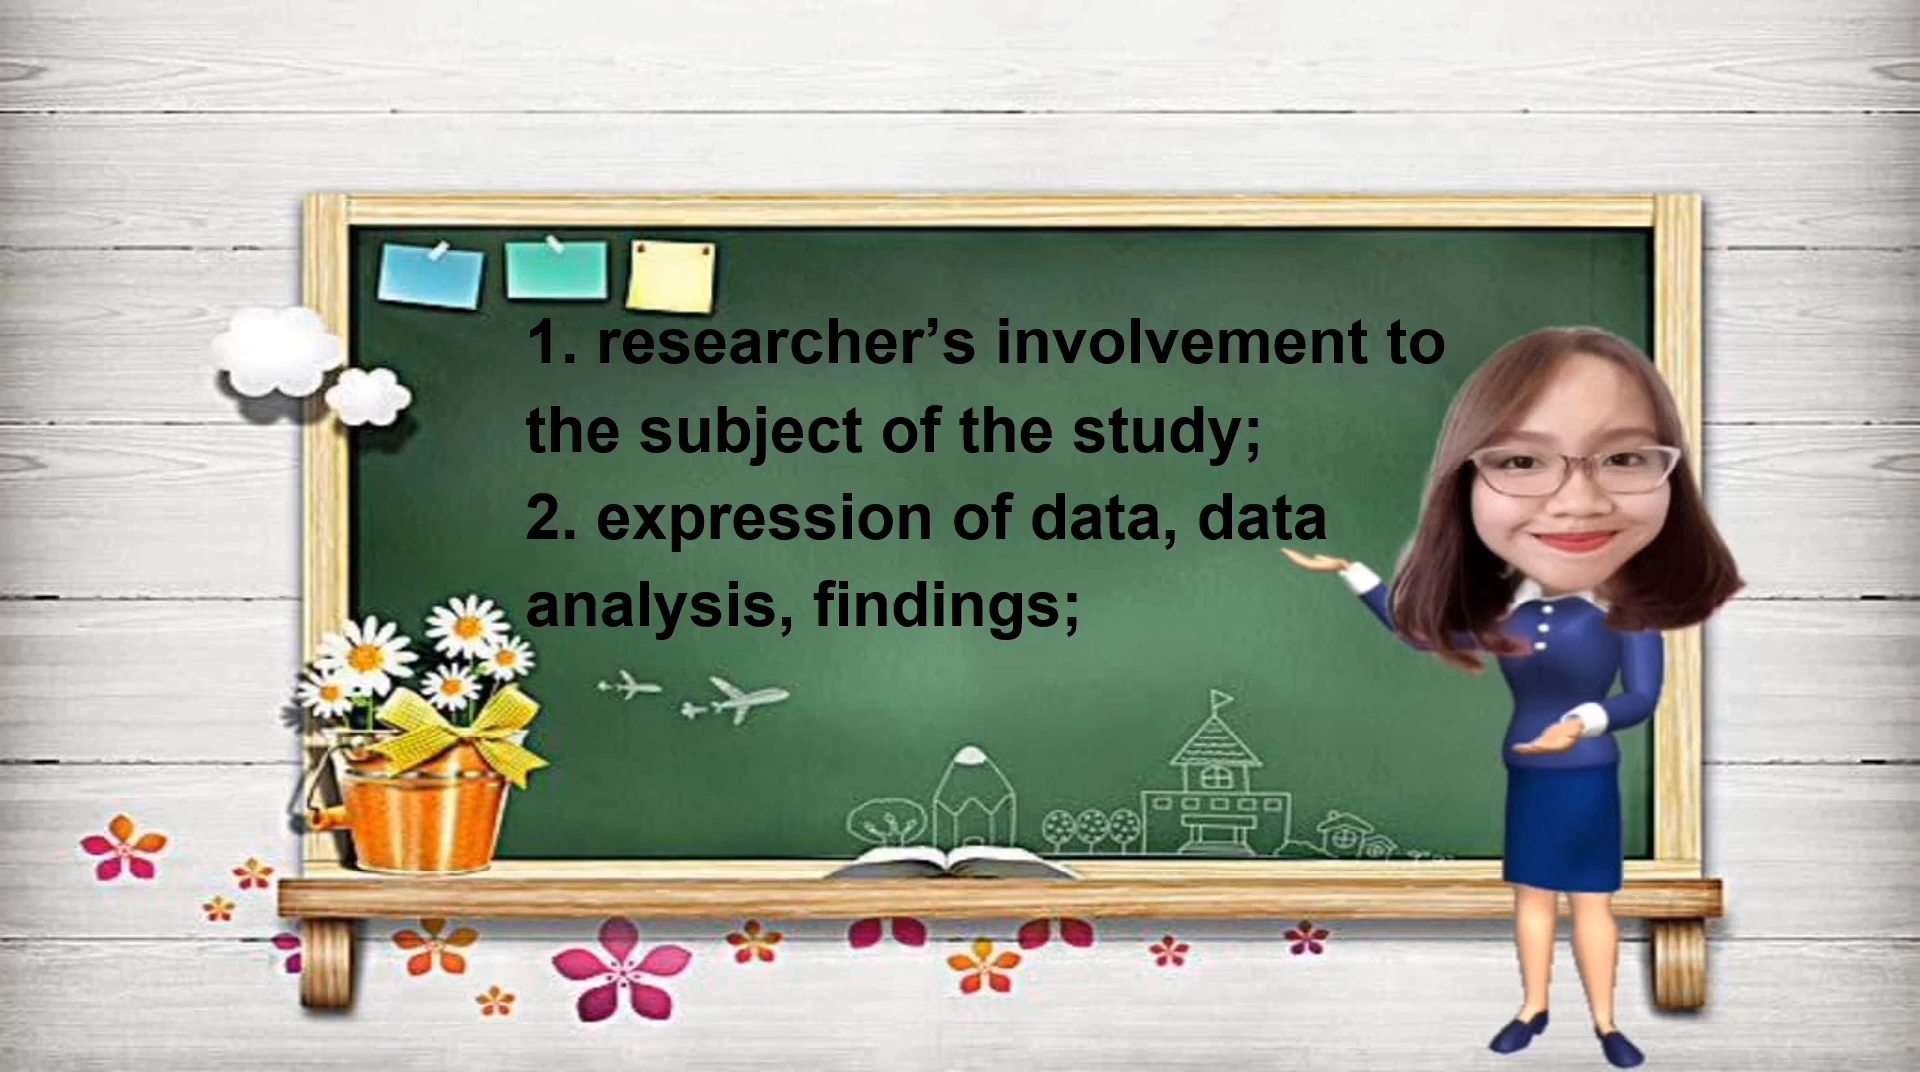 1. researcher’s involvement to
the subject of the study;
2. expression of data, data
analysis, findings;